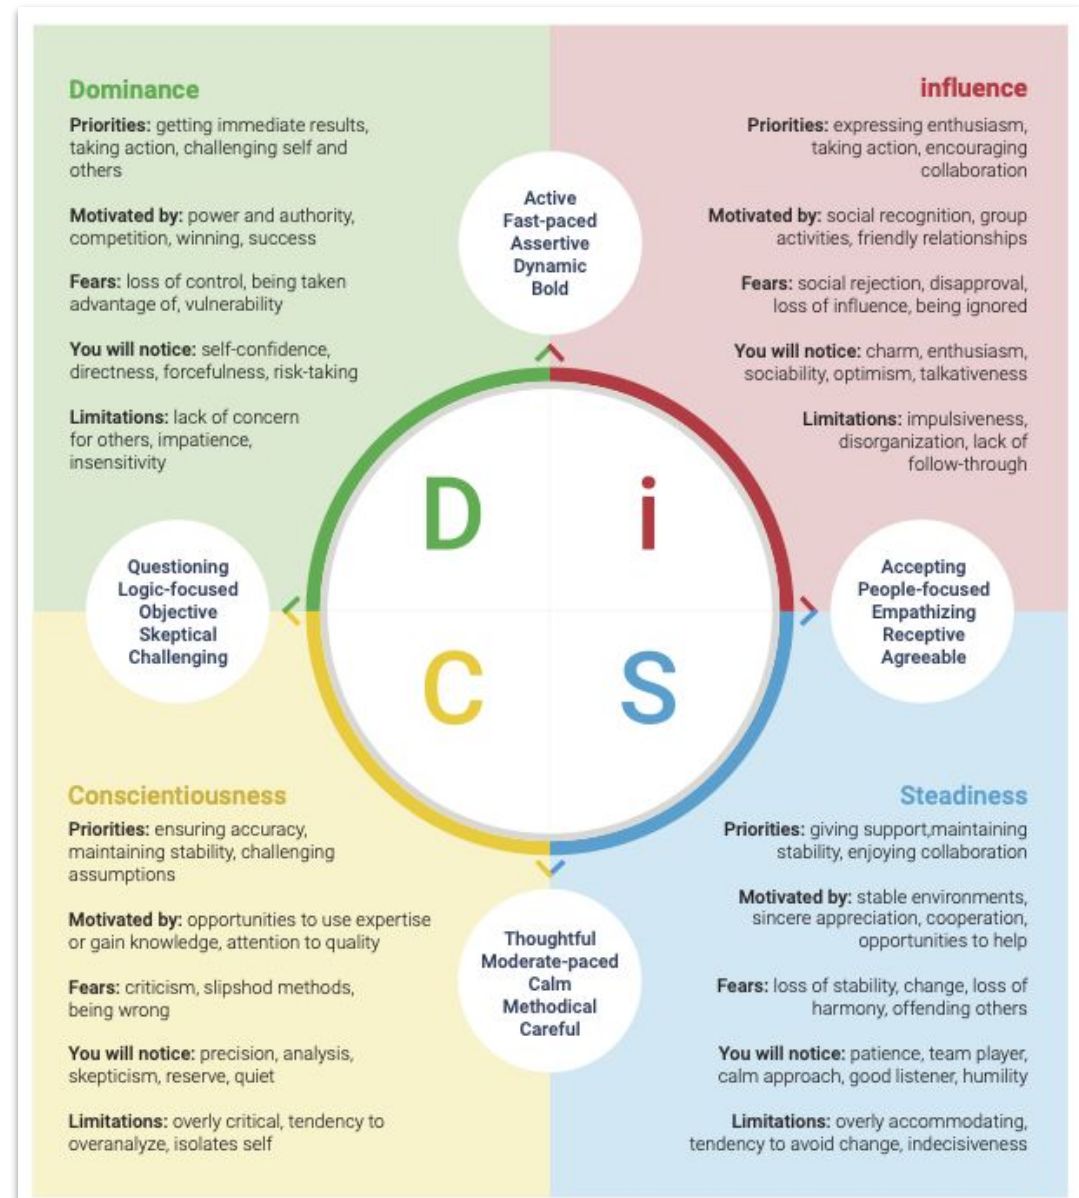 Dominance
Priorities: getting immediate results,
taking action, challenging self and
others
Motivated by: power and authority,
competition, winning, success
Fears: loss of control, being taken
advantage of, vulnerability
You will notice: self-confidence,
directness, forcefulness, risk-taking
Limitations: lack of concern
for others, impatience,
insensitivity
influence
Priorities: expressing enthusiasm,
taking action, encouraging
collaboration
Motivated by: social recognition, group
activities, friendly relationships
Fears: social rejection, disapproval,
loss of influence, being ignored
You will notice: charm, enthusiasm,
sociability, optimism, talkativeness
Limitations: impulsiveness,
disorganization, lack of
follow-through
Active
Fast-paced
Assertive
Dynamic
Bold
D
i
Questioning
Logic-focused
Objective
Skeptical
Challenging
Accepting
People-focused
Empathizing
Receptive
Agreeable
C
S
Conscientiousness
Priorities: ensuring accuracy,
maintaining stability, challenging
assumptions
Motivated by: opportunities to use expertise
or gain knowledge, attention to quality
Fears: criticism, slipshod methods,
being wrong
You will notice: precision, analysis,
skepticism, reserve, quiet
Limitations: overly critical, tendency to
overanalyze, isolates self
Steadiness
Priorities: giving support,maintaining
stability, enjoying collaboration
Motivated by: stable environments,
sincere appreciation, cooperation,
opportunities to help
Fears: loss of stability, change, loss of
harmony, offending others
You will notice: patience, team player,
calm approach, good listener, humility
Limitations: overly accommodating,
tendency to avoid change, indecisiveness
Thoughtful
Moderate-paced
Calm
Methodical
Careful